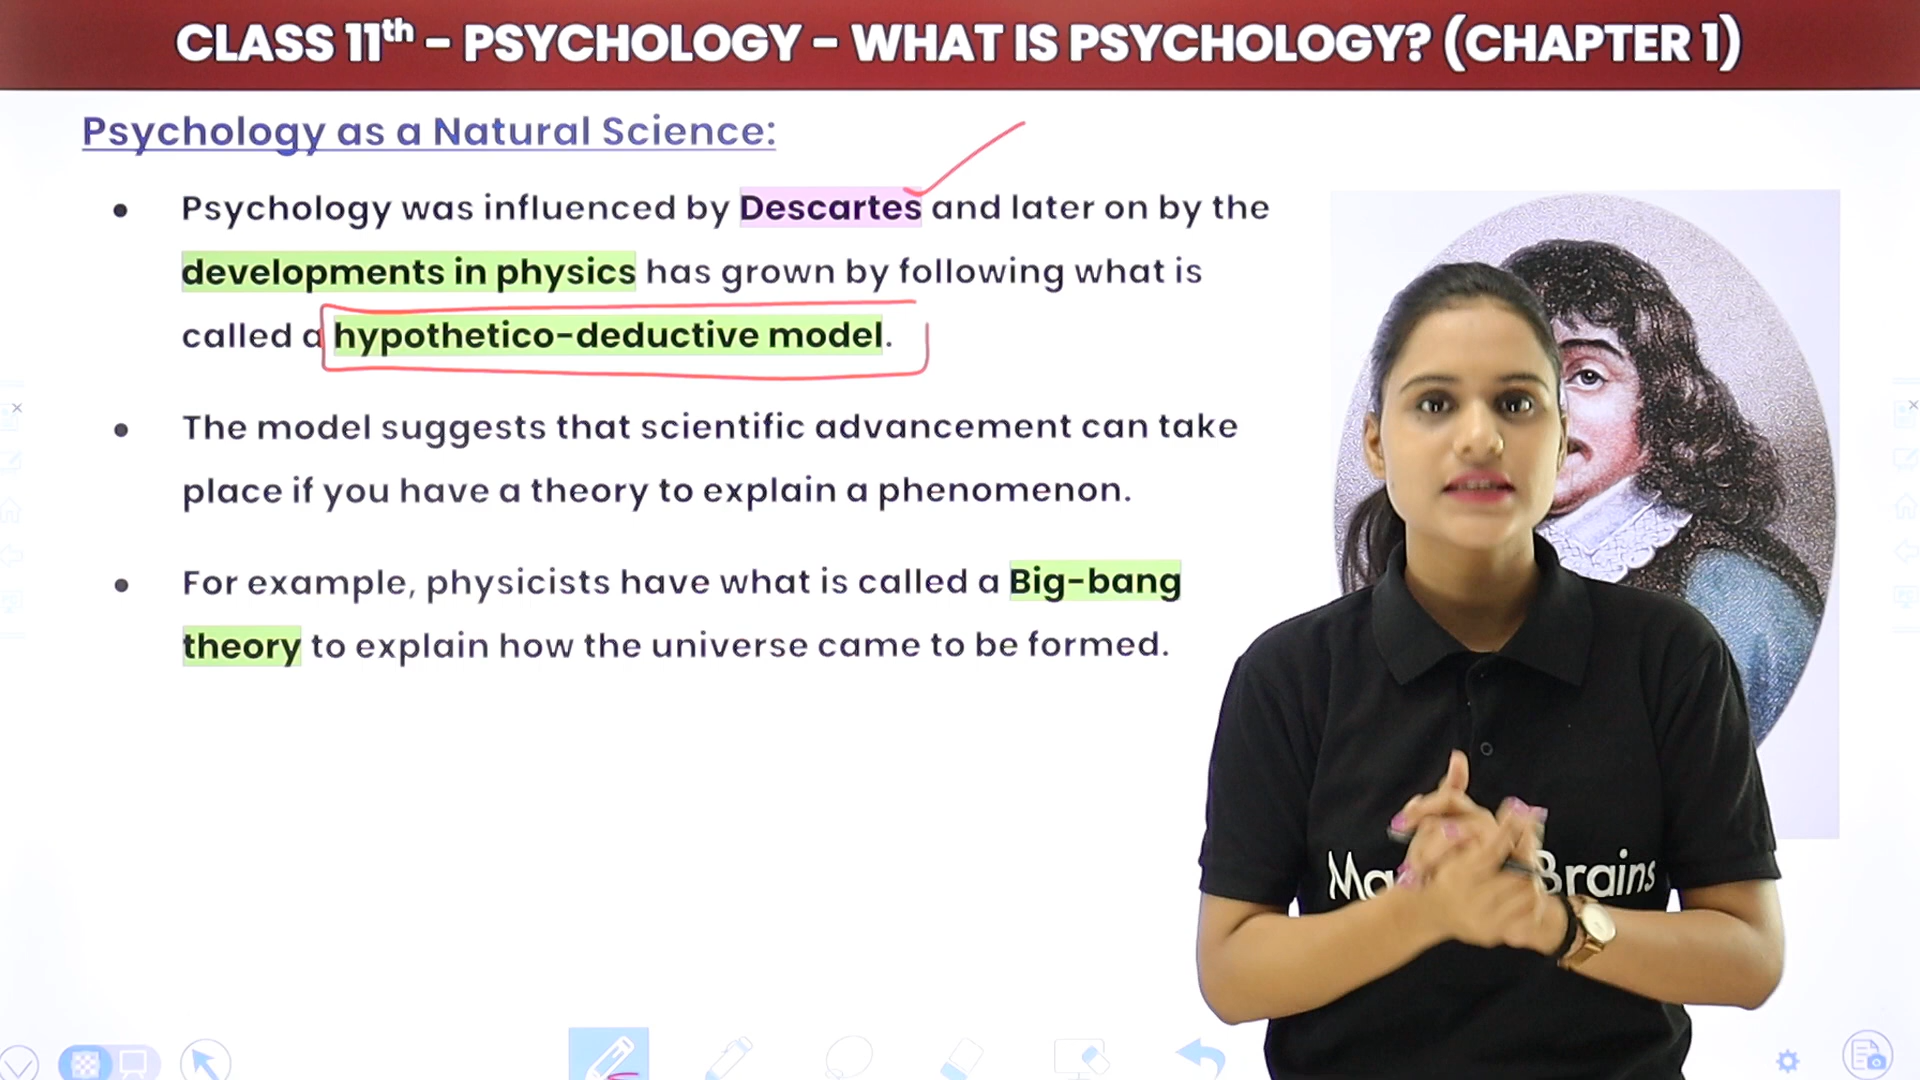 CLASS 11th – PSYCHOLOGY – WHAT IS PSYCHOLOGY? (CHAPTER 1)
Psychology as a Natural Science:
• Psychology was influenced by Descartes and later on by the
developments in physics has grown by following what is
called a hypothetico-deductive model.
• The model suggests that scientific advancement can take
place if you have a theory to explain a phenomenon.
• For example, physicists have what is called a Big-bang
theory to explain how the universe came to be formed.
Brains